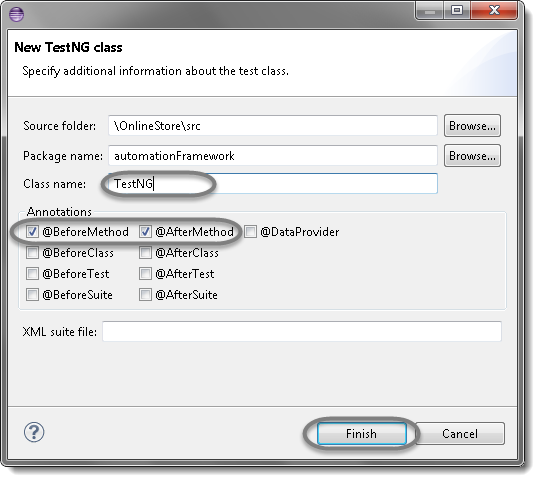 New TestNG class
Specify additional information about the test class.
Source folder: \OnlineStore\src Browse...
Package name: automationFramework Browse...
Class name: TestNG
Annotations
@BeforeMethod @AfterMethod @DataProvider
@BeforeClass @AfterClass
@BeforeTest @AfterTest
@BeforeSuite @AfterSuite
XML suite file:
? Finish Cancel